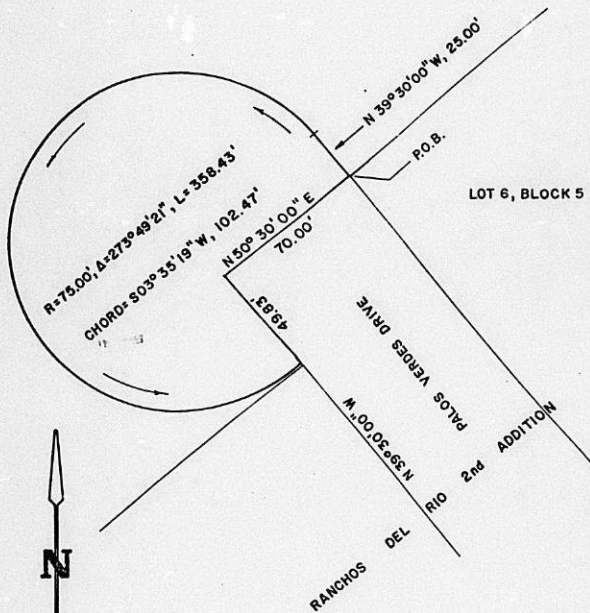 N 39°30'00"W, 25.00'
P.O.B.
LOT 6, BLOCK 5
R=75.00', Δ=273°49'21", L= 358.43'
CHORD= S03°35'19"W, 102.47'
N 50° 30'00" E
70.00'
49.83'
PALOS VERDES DRIVE
N 39°30'00" W
RANCHOS DEL RIO 2nd ADDITION
N